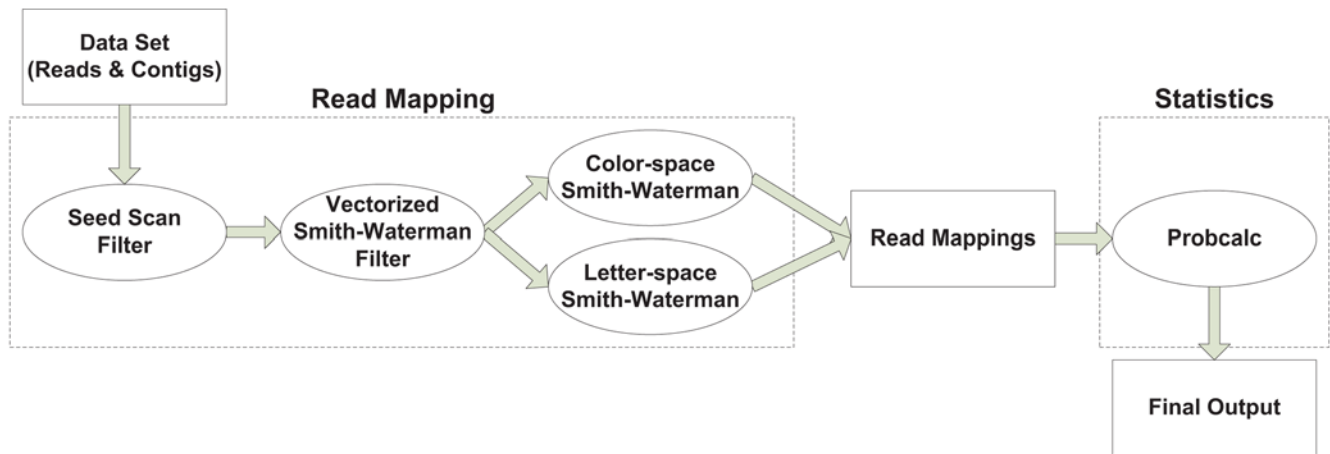 Data Set
(Reads & Contigs)
Read Mapping
Statistics
Seed Scan
Filter
Vectorized
Smith-Waterman
Filter
Color-space
Smith-Waterman
Letter-space
Smith-Waterman
Read Mappings
Probcalc
Final Output